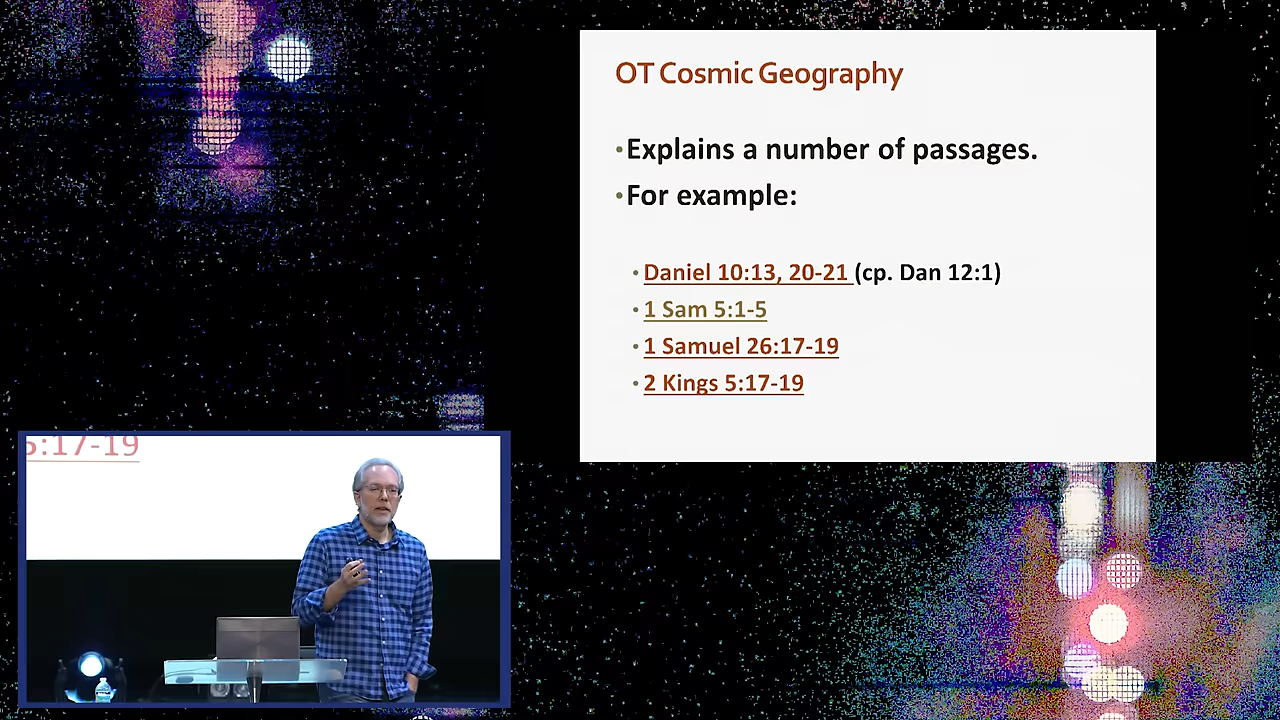 OT Cosmic Geography
•Explains a number of passages.
•For example:
• Daniel 10:13, 20-21 (cp. Dan 12:1)
• 1 Sam 5:1-5
• 1 Samuel 26:17-19
• 2 Kings 5:17-19
5:17-19